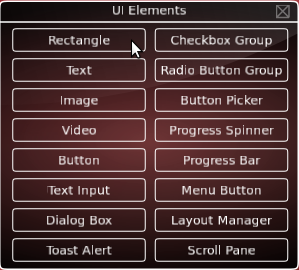 UI Elements
Rectangle
Checkbox Group
Text
Radio Button Group
Image
Button Picker
Video
Progress Spinner
Button
Progress Bar
Text Input
Menu Button
Dialog Box
Layout Manager
Toast Alert
Scroll Pane